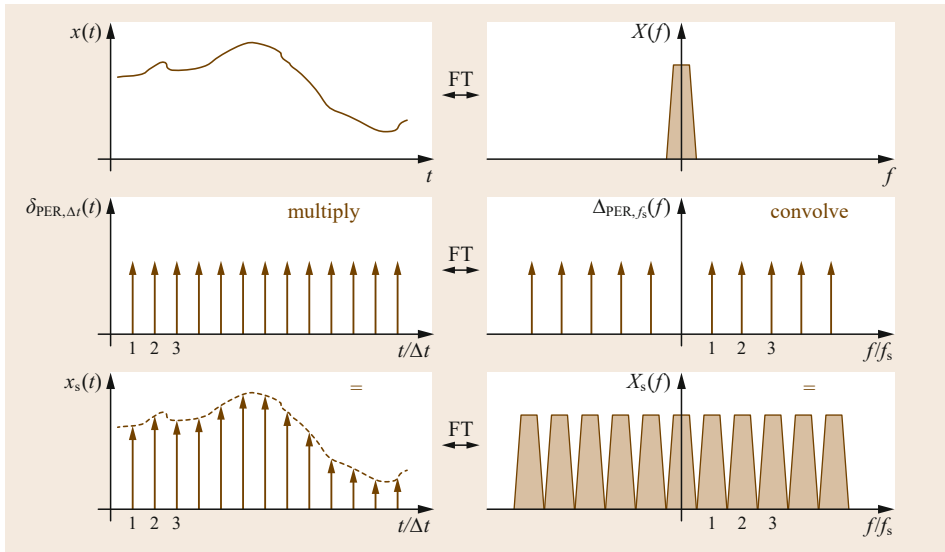 x(t)
t
FT
X(f)
f
δPER,Δt(t)
multiply
1 2 3
t/Δt
FT
ΔPER,fs(f)
convolve
1 2 3
f/fs
xs(t)
=
1 2 3
t/Δt
FT
Xs(f)
=
1 2 3
f/fs